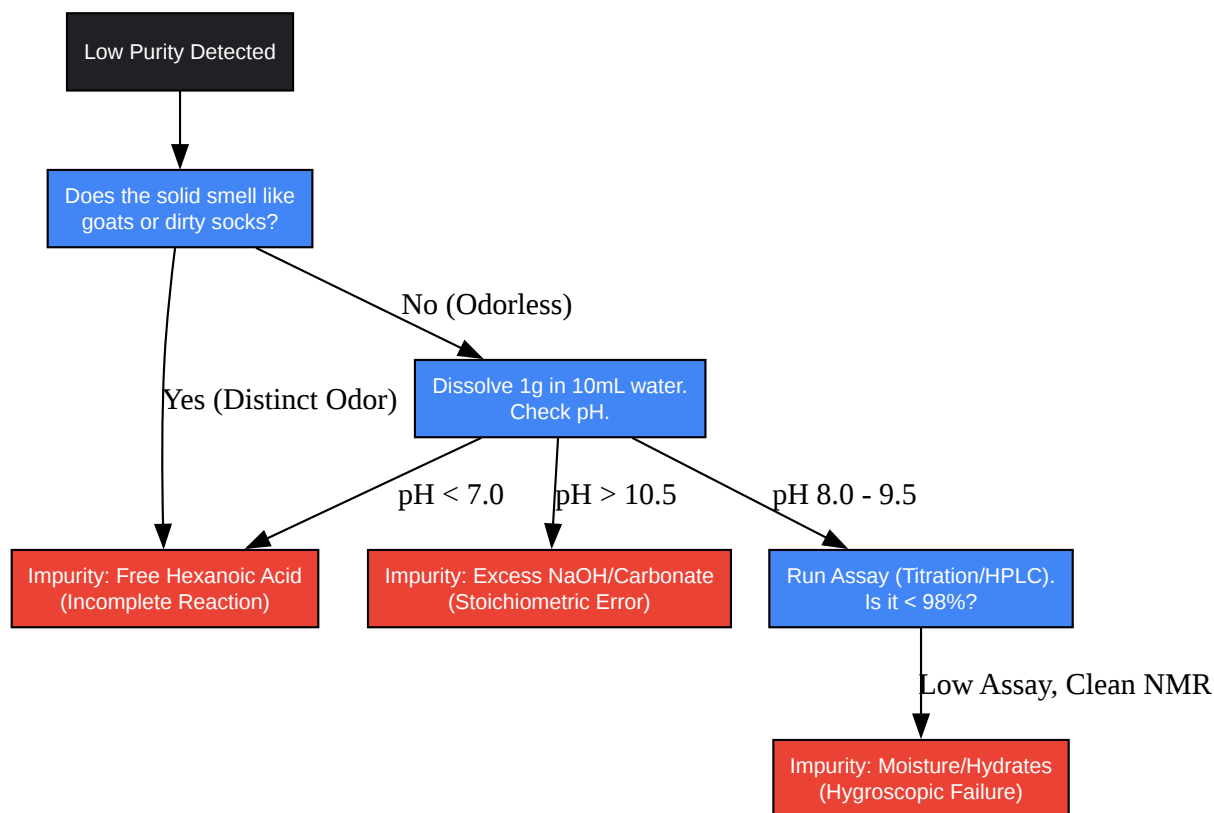 Low Purity Detected
Does the solid smell like
goats or dirty socks?
No (Odorless)
Yes (Distinct Odor)
Dissolve 1g in 10mL water.
Check pH.
pH < 7.0
pH > 10.5
pH 8.0 - 9.5
Impurity: Free Hexanoic Acid
(Incomplete Reaction)
Impurity: Excess NaOH/Carbonate
(Stoichiometric Error)
Run Assay (Titration/HPLC).
Is it < 98%?
Low Assay, Clean NMR
Impurity: Moisture/Hydrates
(Hygroscopic Failure)